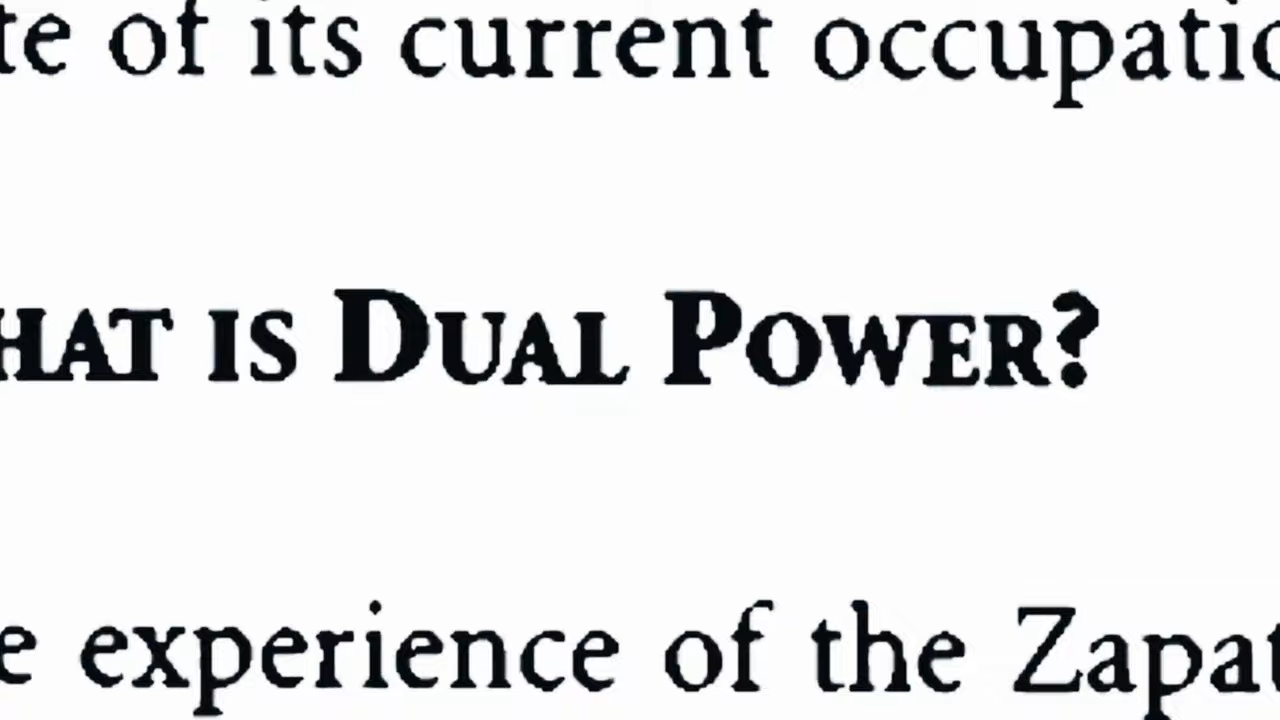 te of its current occupatio
HAT IS DUAL POWER?
e experience of the Zapat